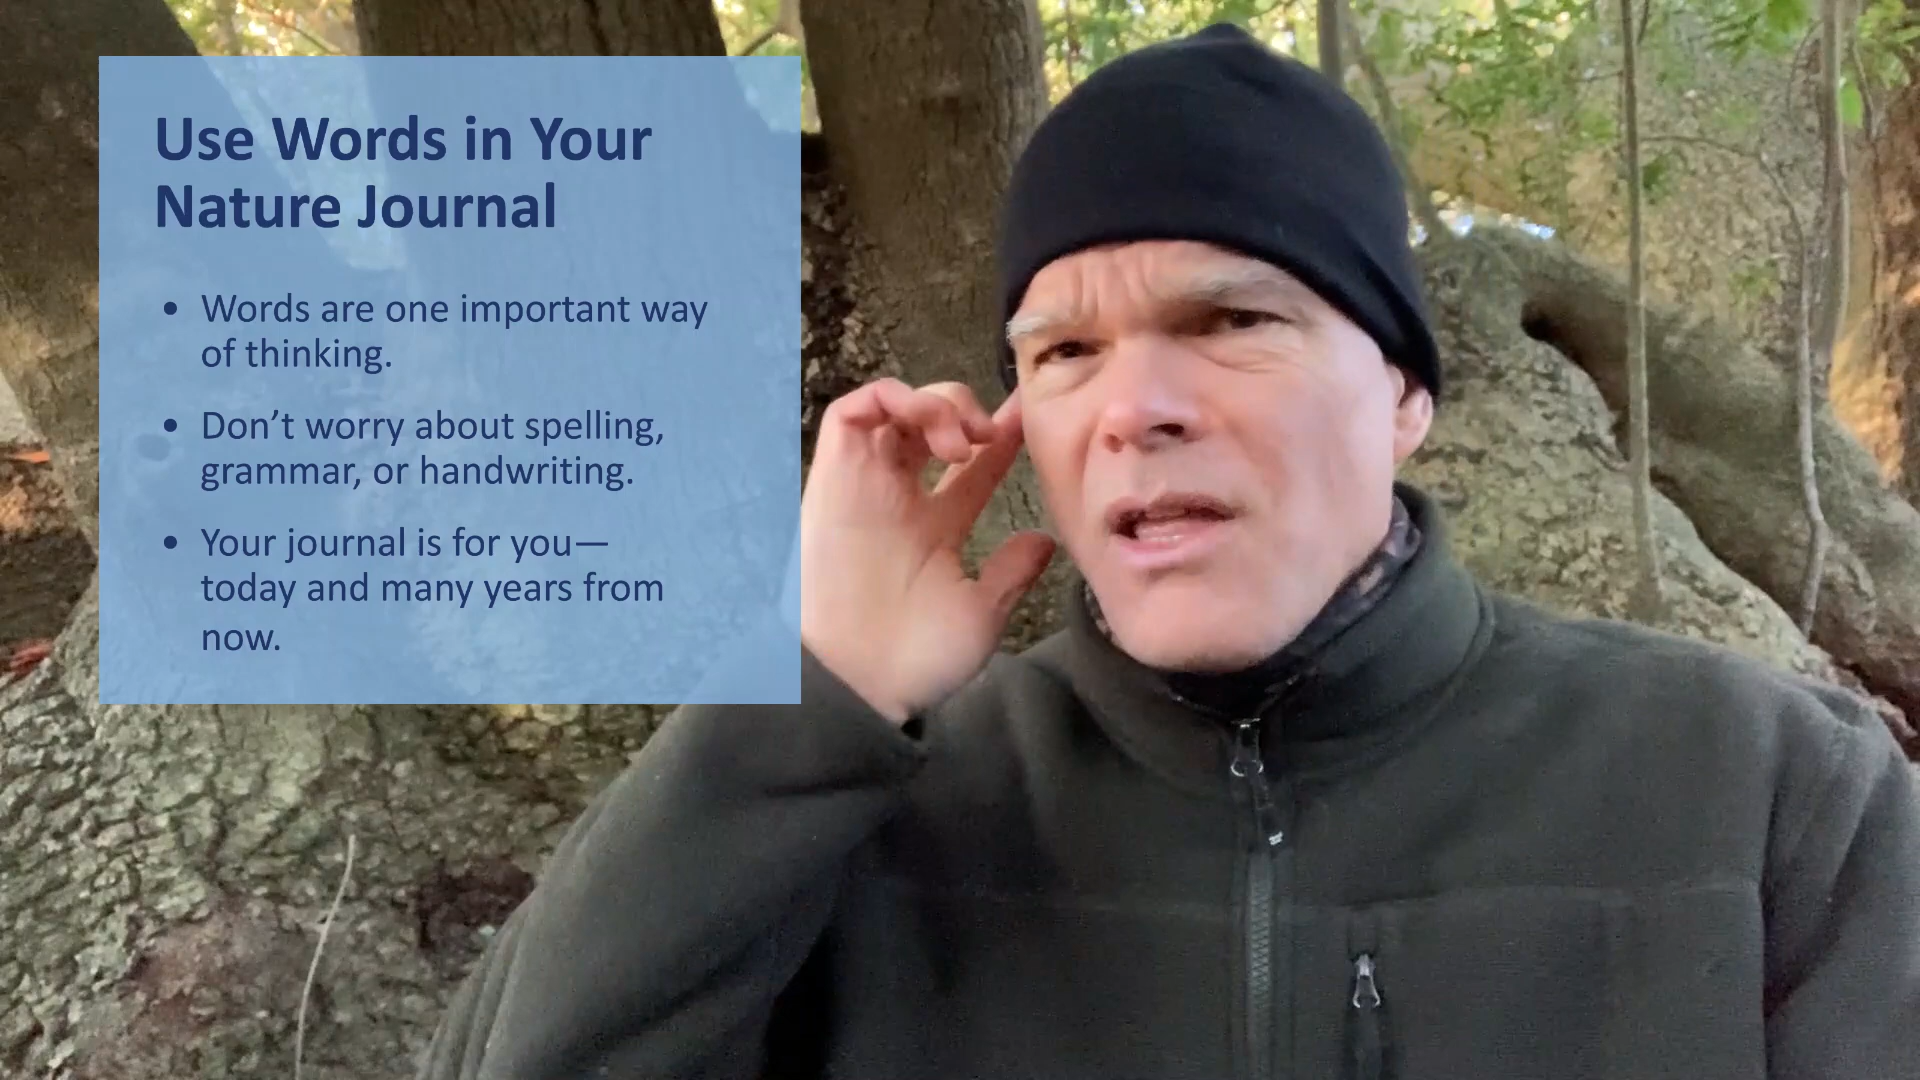 Use Words in Your
Nature Journal
• Words are one important way
of thinking.
• Don’t worry about spelling,
grammar, or handwriting.
• Your journal is for you—
today and many years from
now.